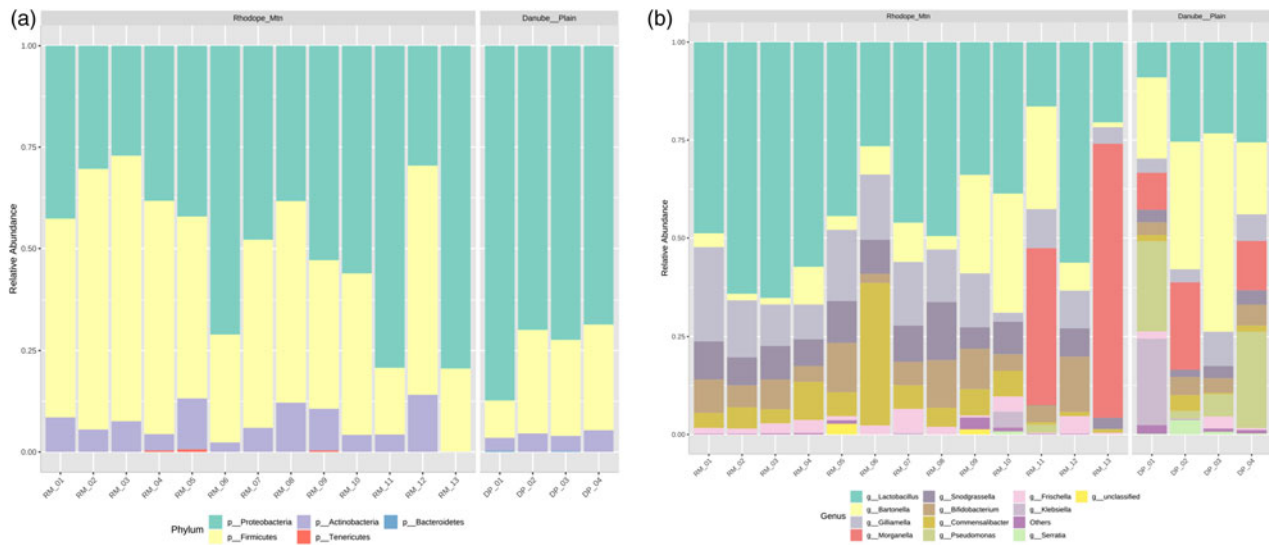 (a)
Rhodope_Mtn
Danube__Plain
1.00
0.75
0.50
0.25
0.00
Relative Abundance
RM_01
RM_02
RM_03
RM_04
RM_05
RM_06
RM_07
RM_08
RM_09
RM_10
RM_11
RM_12
RM_13
DP_01
DP_02
DP_03
DP_04
Phylum
p__Proteobacteria
p__Actinobacteria
p__Bacteroidetes
p__Firmicutes
p__Tenericutes
(b)
Rhodope_Mtn
Danube__Plain
1.00
0.75
0.50
0.25
0.00
Relative Abundance
RM_01
RM_02
RM_03
RM_04
RM_05
RM_06
RM_07
RM_08
RM_09
RM_10
RM_11
RM_12
RM_13
DP_01
DP_02
DP_03
DP_04
Genus
g__Lactobacillus
g__Snodgrassella
g__Frischella
g__unclassified
g__Bartonella
g__Bifidobacterium
g__Klebsiella
g__Gilliamella
g__Commensalibacter
Others
g__Morganella
g__Pseudomonas
g__Serratia